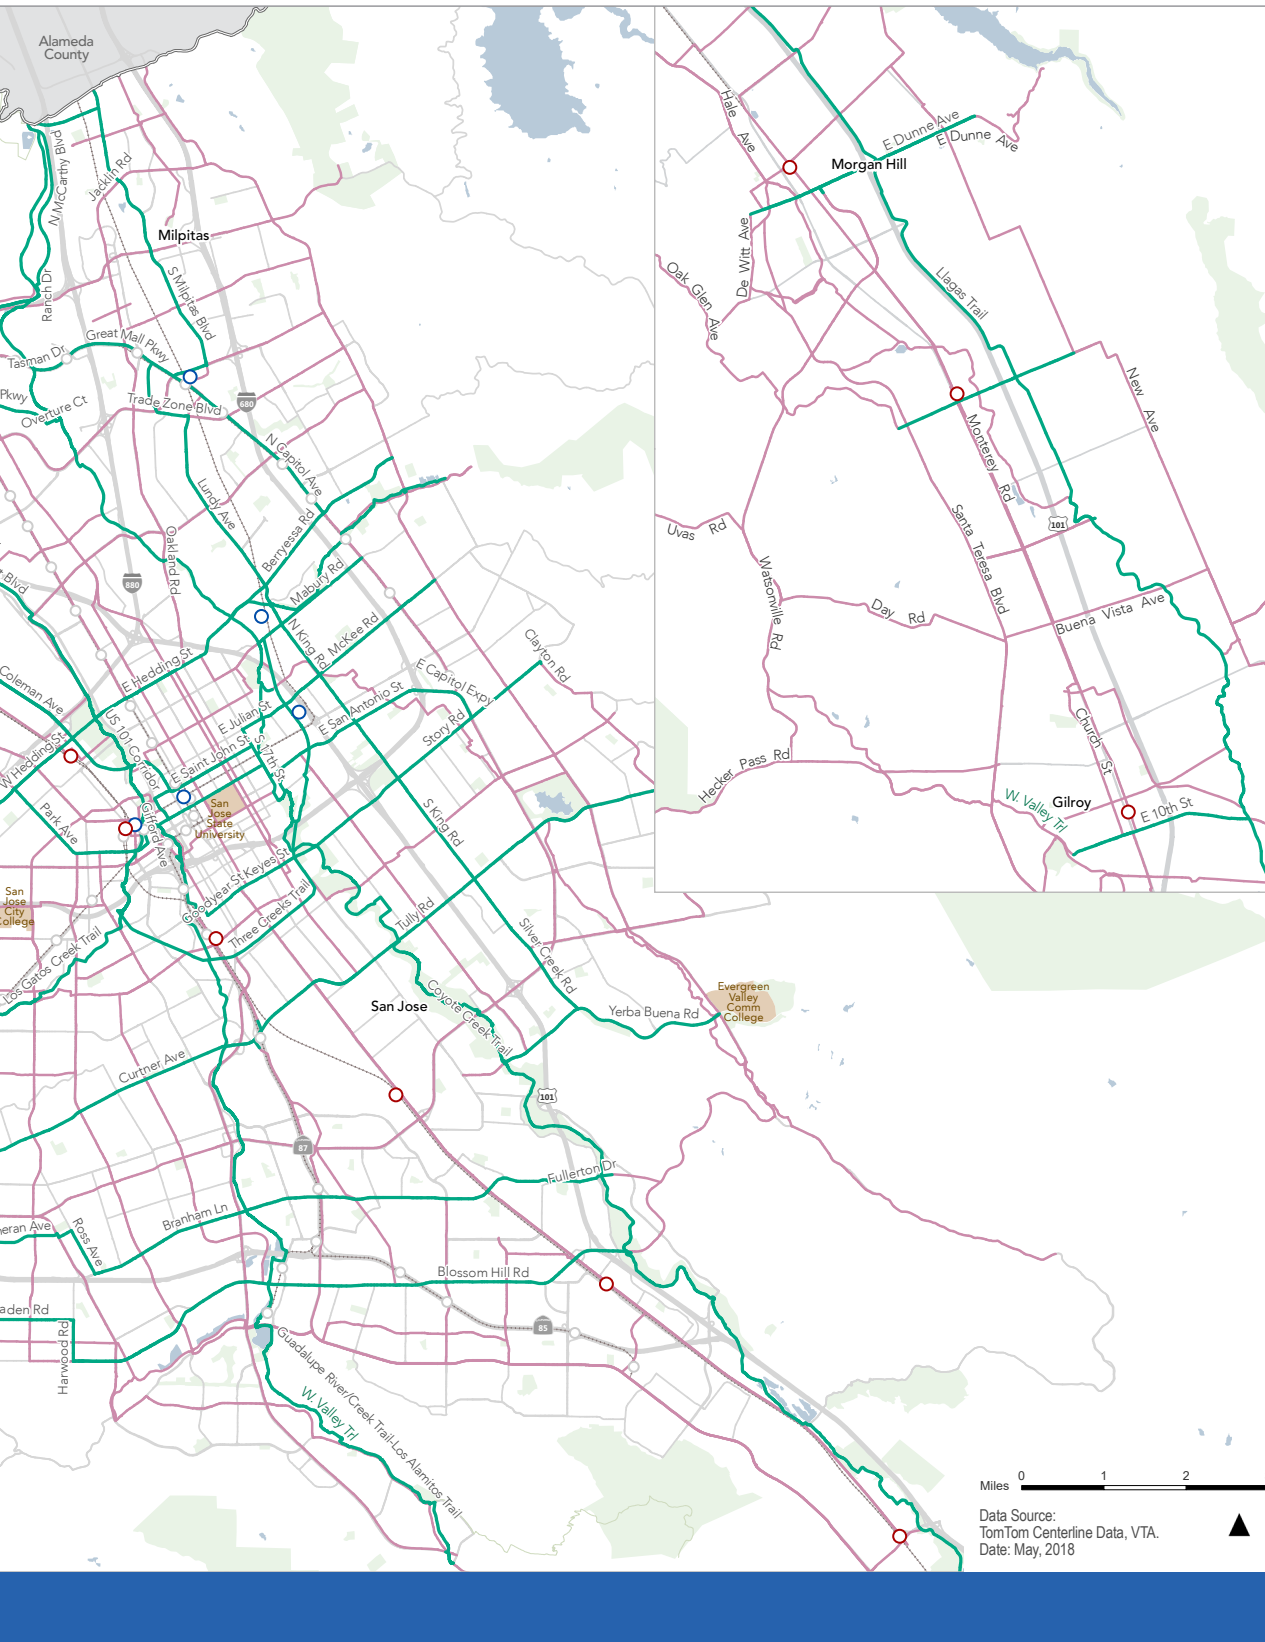 Alameda
County
N McCarthy Blvd
Jacklin Rd
Milpitas
Ranch Dr
S Milpitas Blvd
Great Mall Pkwy
Tasman Dr
Pkwy
Overture Ct
Trade Zone Blvd
680
N Capitol Ave
Lundy Ave
Berryessa Rd
Oakland Rd
880
Mabury Rd
N King Rd
McKee Rd
Clayton Rd
E Hedding St
E Capitol Expy
Coleman Ave
US 101 Corridor
E Julian St
E San Antonio St
Story Rd
E Saint John St
S 17th St
W Hedding St
San
Jose
State
University
Park Ave
Gifford Ave
S King Rd
Goodyear St
Keyes St
San
Jose
City
College
Three Creeks Trail
Tully Rd
Silver Creek Rd
Los Gatos Creek Trail
San Jose
Coyote Creek Trail
Yerba Buena Rd
Evergreen
Valley
Comm
College
Curtner Ave
101
87
Fullerton Dr
Branham Ln
Ross Ave
Blossom Hill Rd
aden Rd
Harwood Rd
85
Guadalupe River/Creek Trail-Los Alamitos Trail
W. Valley Trl
Hale Ave
E Dunne Ave
E Dunne Ave
Morgan Hill
De Witt Ave
Oak Glen Ave
Llagas Trail
New Ave
Monterey Rd
Uvas Rd
Santa Teresa Blvd
101
Watsonville Rd
Day Rd
Buena Vista Ave
Church St
Hecker Pass Rd
W. Valley Trl
Gilroy
E 10th St
Miles
0 1 2
Data Source:
TomTom Centerline Data, VTA.
Date: May, 2018